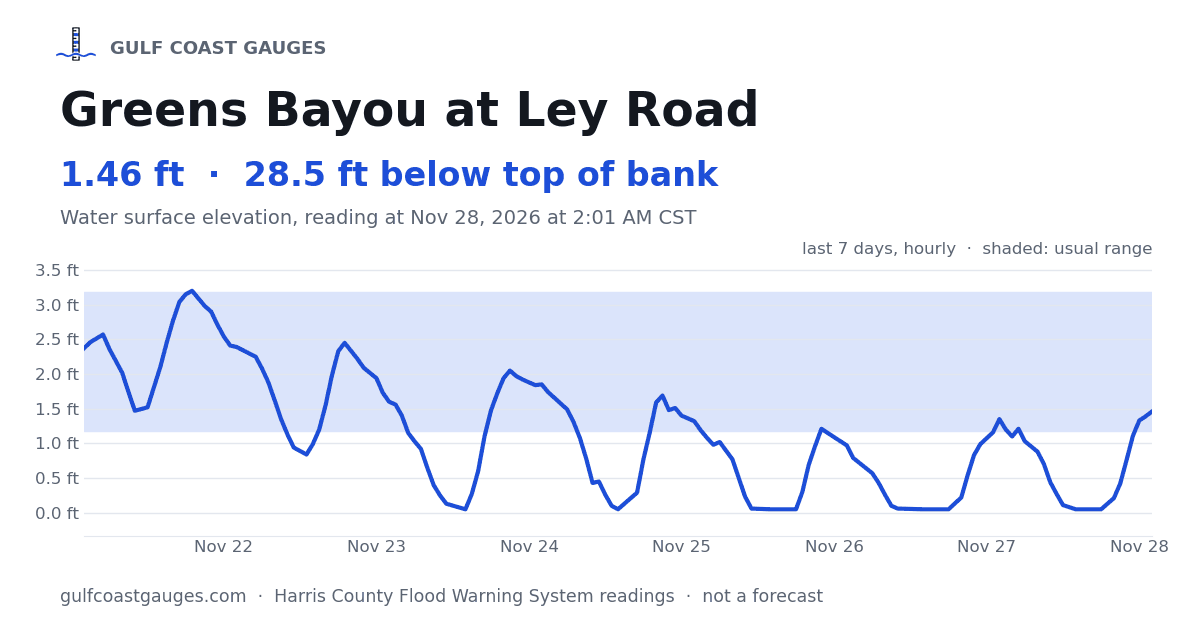 GULF COAST GAUGES
Greens Bayou at Ley Road
1.46 ft · 28.5 ft below top of bank
Water surface elevation, reading at Nov 28, 2026 at 2:01 AM CST
last 7 days, hourly · shaded: usual range
3.5 ft
3.0 ft
2.5 ft
2.0 ft
1.5 ft
1.0 ft
0.5 ft
0.0 ft
Nov 22 Nov 23 Nov 24 Nov 25 Nov 26 Nov 27 Nov 28
gulfcoastgauges.com · Harris County Flood Warning System readings · not a forecast